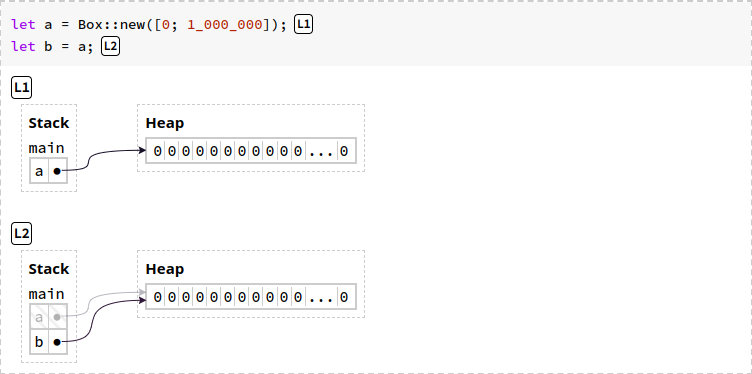 let a = Box::new([0; 1_000_000]); L1
let b = a; L2
L1
Stack
Heap
main
a
0 0 0 0 0 0 0 0 0 0 0 ... 0
L2
Stack
Heap
main
a
0 0 0 0 0 0 0 0 0 0 0 ... 0
b